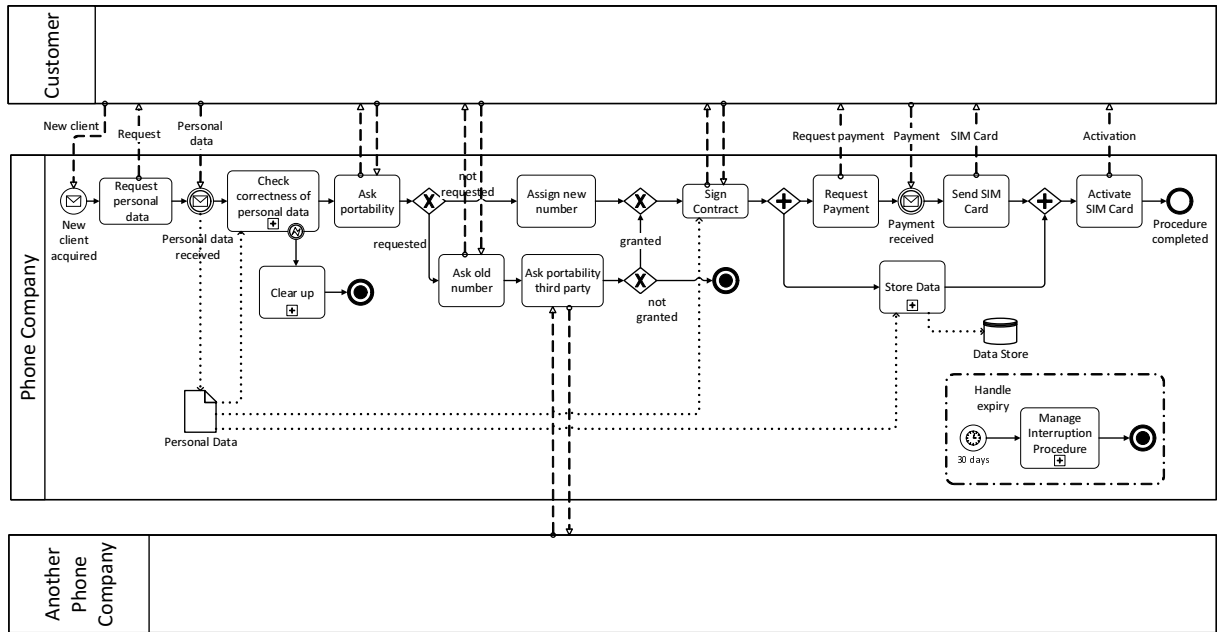 Customer
New client
Request
Personal
data
Request payment
Payment
SIM Card
Activation
Phone Company
New
client
acquired
Request
personal
data
Personal data
received
Check
correctness of
personal data
Clear up
Ask
portability
not
requested
requested
Assign new
number
Ask old
number
Ask portability
third party
granted
not
granted
Sign
Contract
Request
Payment
Payment
received
Send SIM
Card
Activate
SIM Card
Procedure
completed
Store Data
Data Store
Personal Data
Handle
expiry
30 days
Manage
Interruption
Procedure
Another
Phone
Company